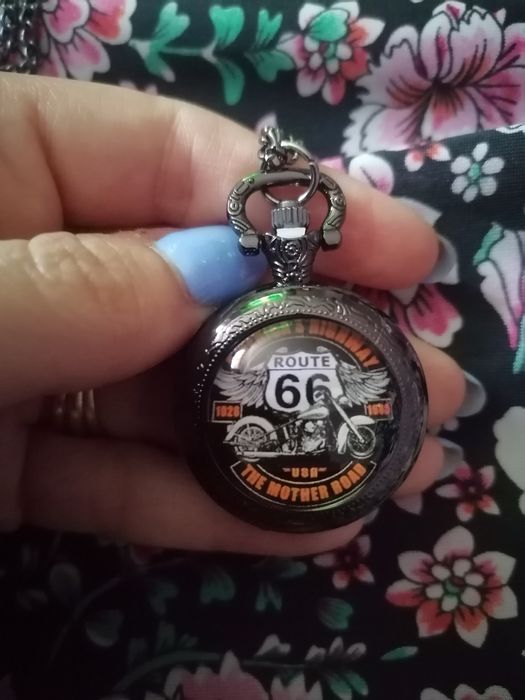 HIGHWAY
ROUTE
66
1926 1985
USA
THE MOTHER ROAD